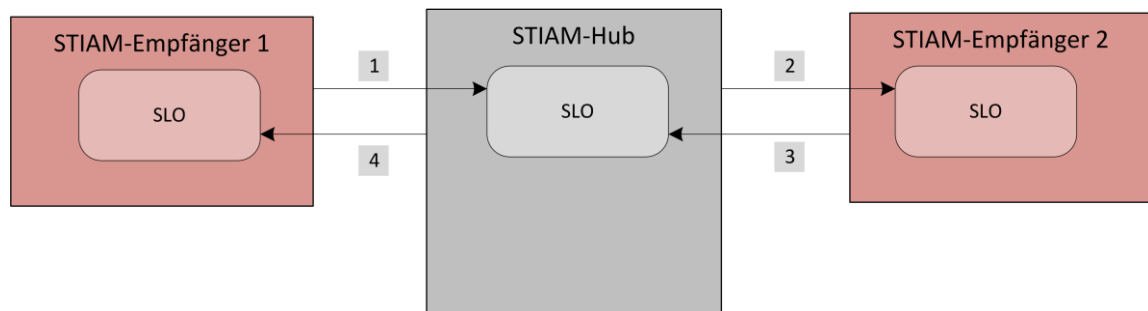 STIAM-Empfänger 1
SLO
1
4
STIAM-Hub
SLO
2
3
STIAM-Empfänger 2
SLO